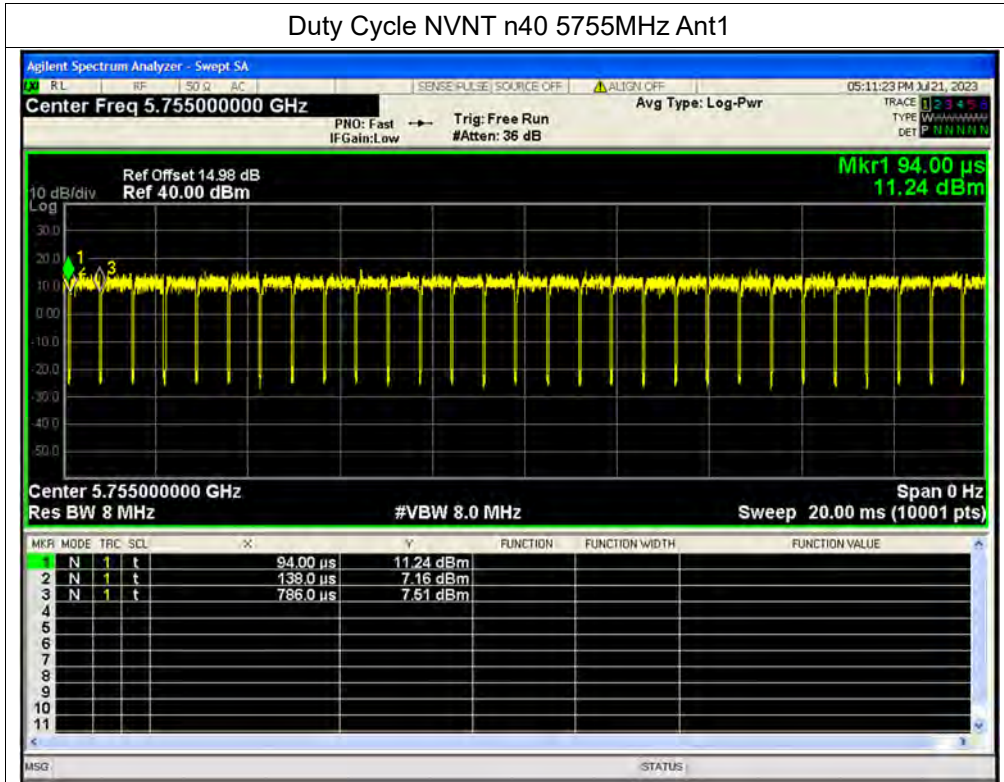 Duty Cycle NVNT n40 5755MHz Ant1
Agilent Spectrum Analyzer - Swept SA
RL RF 50 Ω AC SENSE:PULSE SOURCE OFF ALIGN OFF 05:11:23 PM Jul 21, 2023
Center Freq 5.755000000 GHz Avg Type: Log-Pwr TRACE 1 2 3 4 5 6
PNO: Fast Trig: Free Run TYPE W
IFGain:Low #Atten: 36 dB DET P N N N N N
Mkr1 94.00 µs
Ref Offset 14.98 dB 11.24 dBm
10 dB/div Ref 40.00 dBm
Log
30.0
20.0
10.0
0.00
-10.0
-20.0
-30.0
-40.0
-50.0
1
2
3
Center 5.755000000 GHz Span 0 Hz
Res BW 8 MHz #VBW 8.0 MHz Sweep 20.00 ms (10001 pts)
MKR MODE TRC SCL X Y FUNCTION FUNCTION WIDTH FUNCTION VALUE
1 N 1 t 94.00 µs 11.24 dBm
2 N 1 t 138.0 µs 7.16 dBm
3 N 1 t 786.0 µs 7.51 dBm
4
5
6
7
8
9
10
11
MSG STATUS